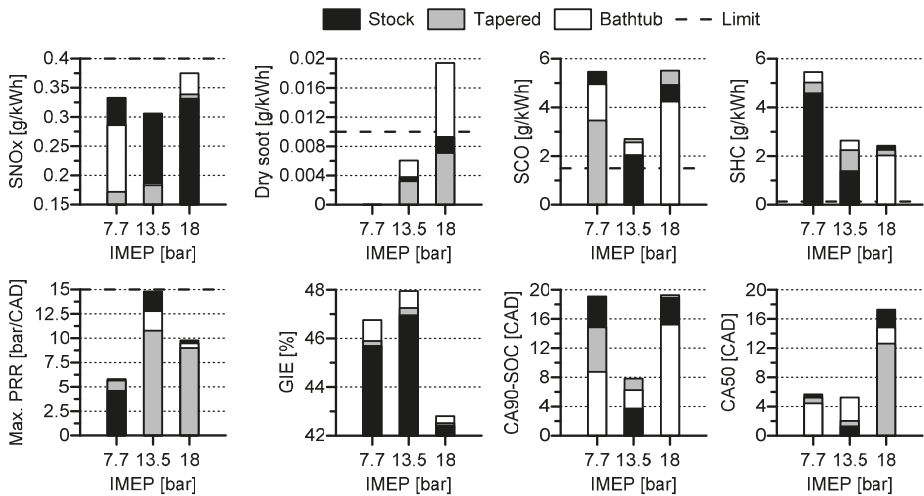 Stock Tapered Bathtub Limit
SNOx [g/kWh]
0.4
0.35
0.3
0.25
0.2
0.15
7.7 13.5 18
IMEP [bar]
Dry soot [g/kWh]
0.02
0.016
0.012
0.008
0.004
0
7.7 13.5 18
IMEP [bar]
SCO [g/kWh]
6
4
2
0
7.7 13.5 18
IMEP [bar]
SHC [g/kWh]
6
4
2
0
7.7 13.5 18
IMEP [bar]
Max. PRR [bar/CAD]
15
12.5
10
7.5
5
2.5
0
7.7 13.5 18
IMEP [bar]
GIE [%]
48
46
44
42
7.7 13.5 18
IMEP [bar]
CA90-SOC [CAD]
20
16
12
8
4
0
7.7 13.5 18
IMEP [bar]
CA50 [CAD]
20
16
12
8
4
0
7.7 13.5 18
IMEP [bar]